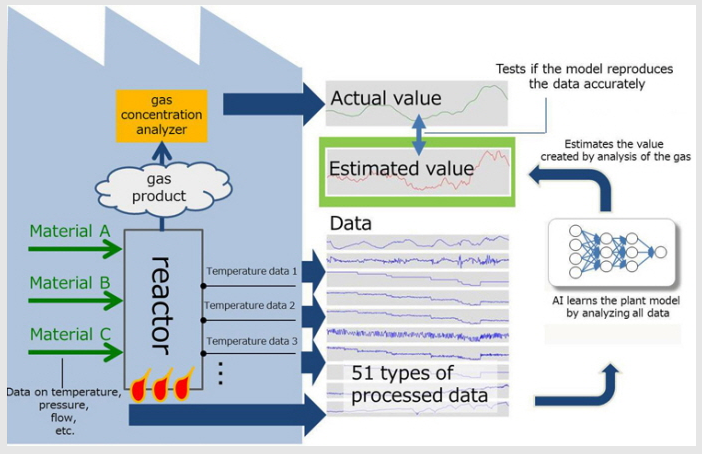 gas
concentration
analyzer
gas
product
Material A
Material B
Material C
reactor
Temperature data 1
Temperature data 2
Temperature data 3
Data on temperature,
pressure,
flow,
etc.
Actual value
Estimated value
Data
51 types of
processed data
Tests if the model reproduces
the data accurately
Estimates the value
created by analysis of the gas
AI learns the plant model
by analyzing all data